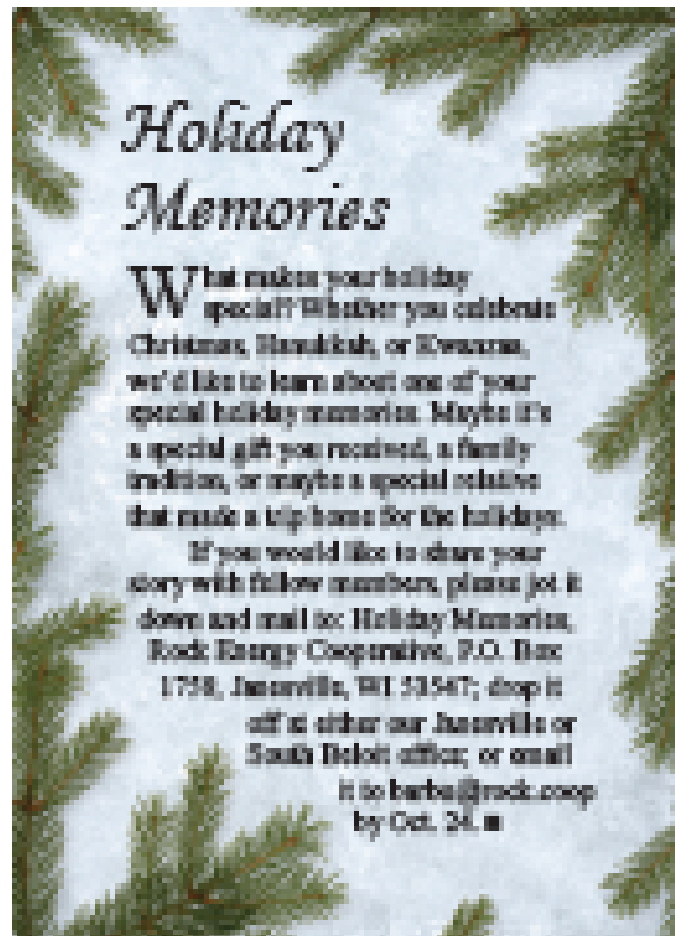 Holiday
Memories
What makes your holiday
special? Whether you celebrate
Christmas, Hanukkah, or Kwanzaa,
we'd like to learn about one of your
special holiday memories. Maybe it's
a special gift you received, a family
tradition, or maybe a special relative
that made a trip home for the holidays.
If you would like to share your
story with fellow members, please jot it
down and mail to: Holiday Memories,
Rock Energy Cooperative, P.O. Box
1758, Janesville, WI 53547; drop it
off at either our Janesville or
South Beloit office; or email
it to barbu@rock.coop
by Oct. 24. ■